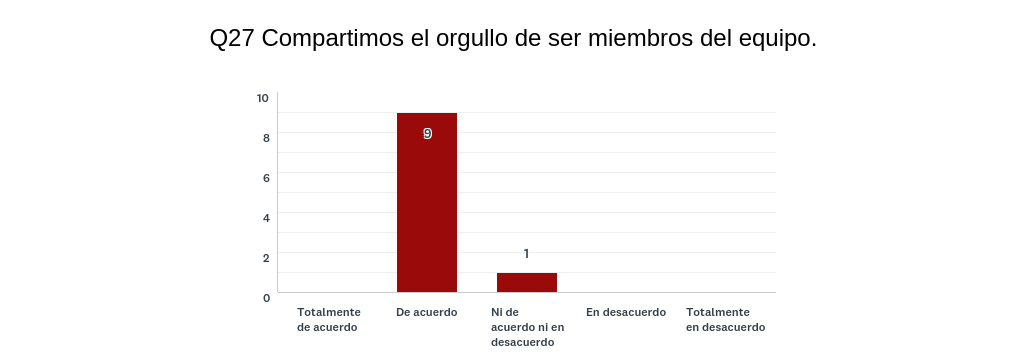 Q27 Compartimos el orgullo de ser miembros del equipo.
10
8
6
4
2
0
9
1
Totalmente
de acuerdo
De acuerdo
Ni de
acuerdo ni en
desacuerdo
En desacuerdo
Totalmente
en desacuerdo